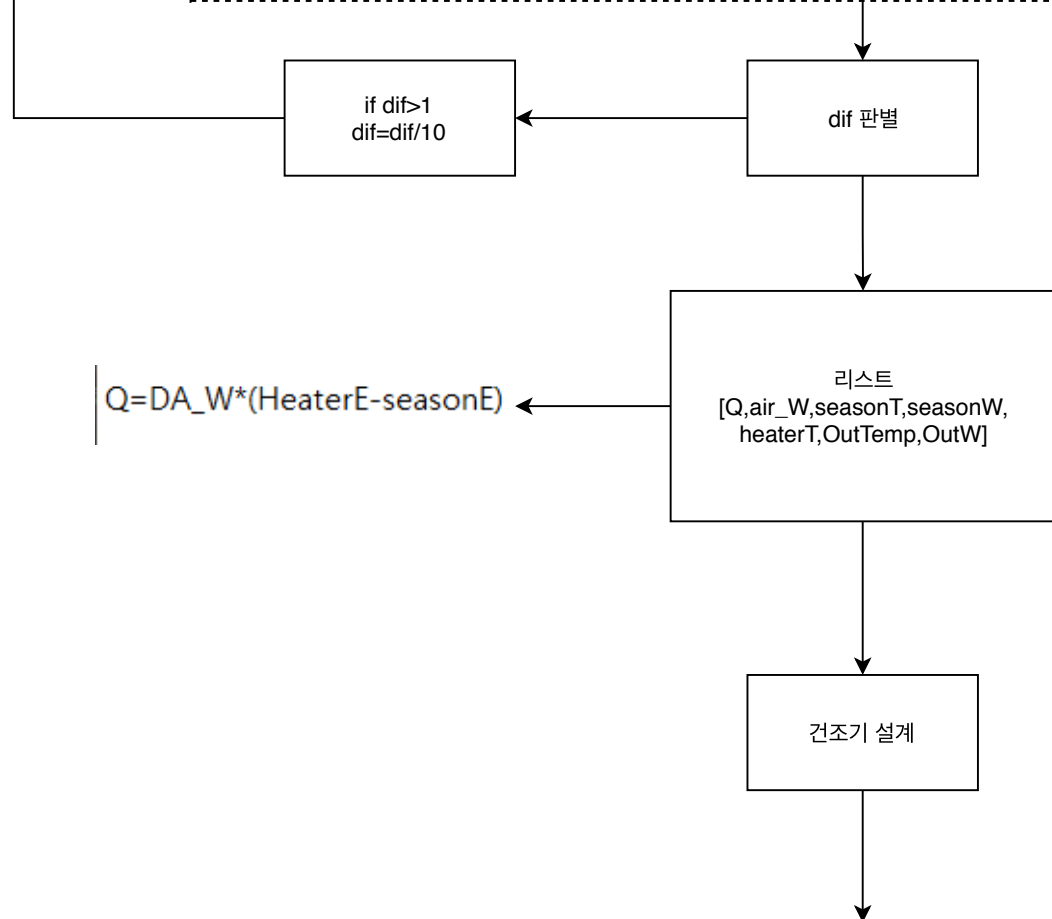 if dif>1
dif=dif/10
dif 판별
Q=DA_W*(HeaterE-seasonE)
리스트
[Q,air_W,seasonT,seasonW,
heaterT,OutTemp,OutW]
건조기 설계